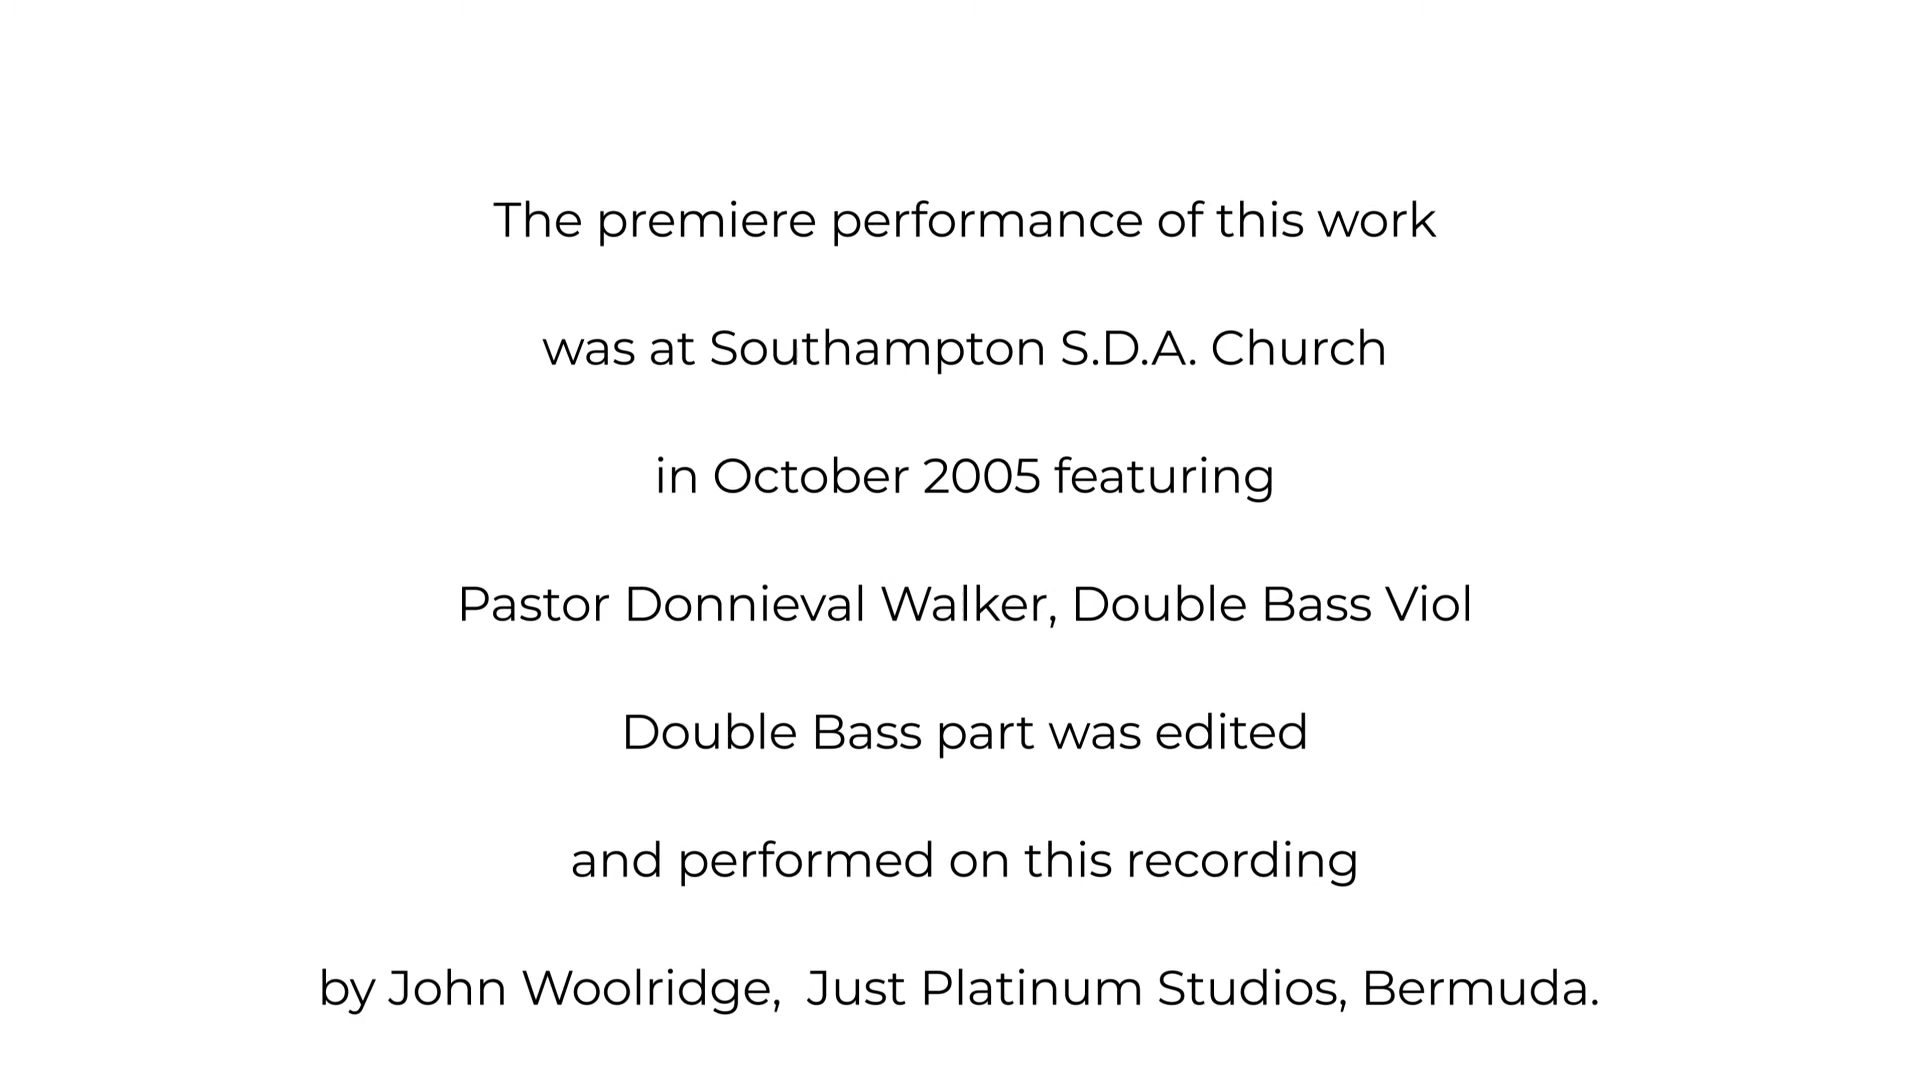 The premiere performance of this work
was at Southampton S.D.A. Church
in October 2005 featuring
Pastor Donnieval Walker, Double Bass Viol
Double Bass part was edited
and performed on this recording
by John Woolridge,  Just Platinum Studios, Bermuda.